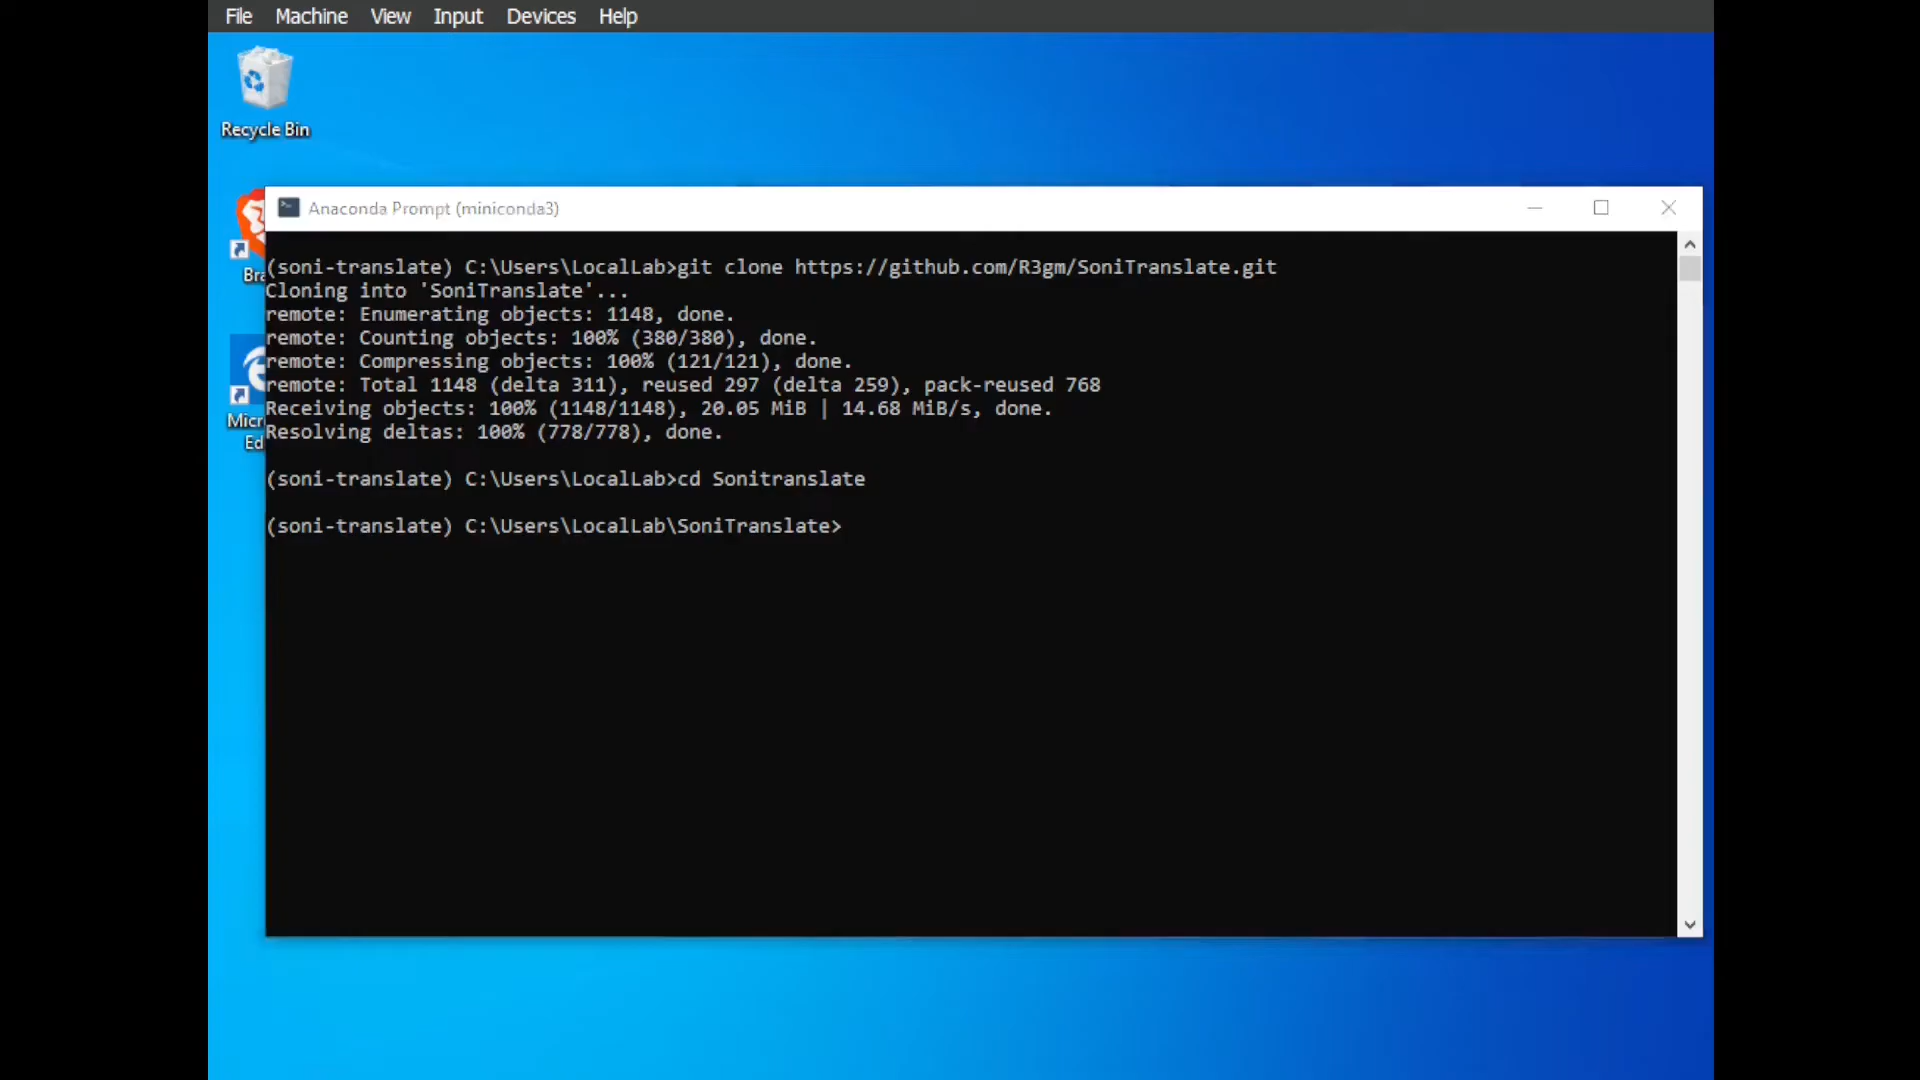 File Machine View Input Devices Help
Recycle Bin
Anaconda Prompt (miniconda3)
(soni-translate) C:\Users\LocalLab>git clone https://github.com/R3gm/SoniTranslate.git
Cloning into 'SoniTranslate'...
remote: Enumerating objects: 1148, done.
remote: Counting objects: 100% (380/380), done.
remote: Compressing objects: 100% (121/121), done.
remote: Total 1148 (delta 311), reused 297 (delta 259), pack-reused 768
Receiving objects: 100% (1148/1148), 20.05 MiB | 14.68 MiB/s, done.
Resolving deltas: 100% (778/778), done.
(soni-translate) C:\Users\LocalLab>cd Sonitranslate
(soni-translate) C:\Users\LocalLab\SoniTranslate>
Bra
Micr
Ed